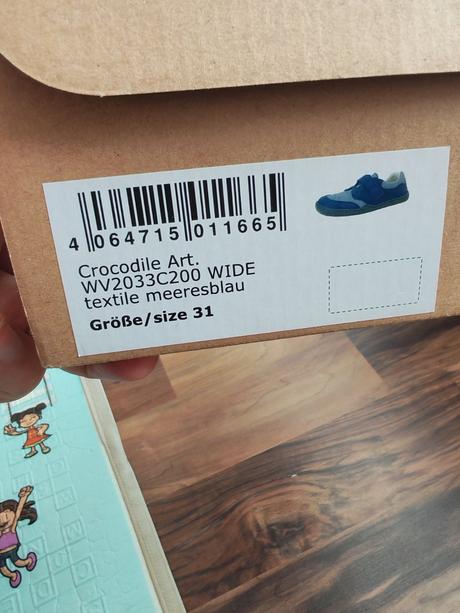 4 064715 011665
Crocodile Art.
WV2033C200 WIDE
textile meeresblau
Größe/size 31